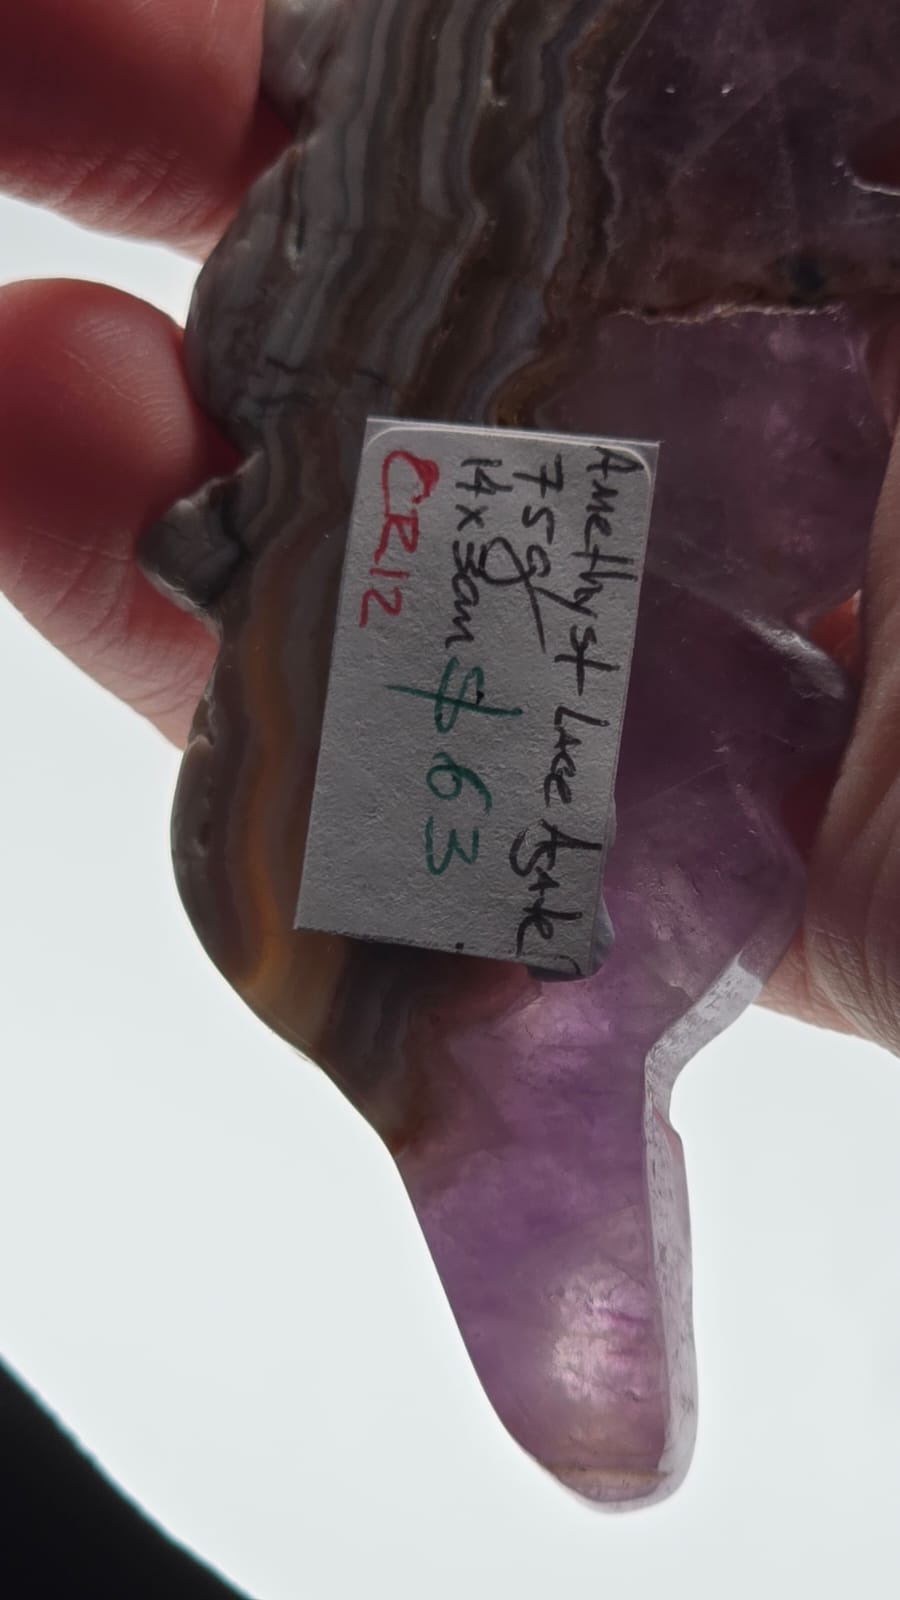 Amethyst Lace Agate
75g
14x3cm $63
CR12